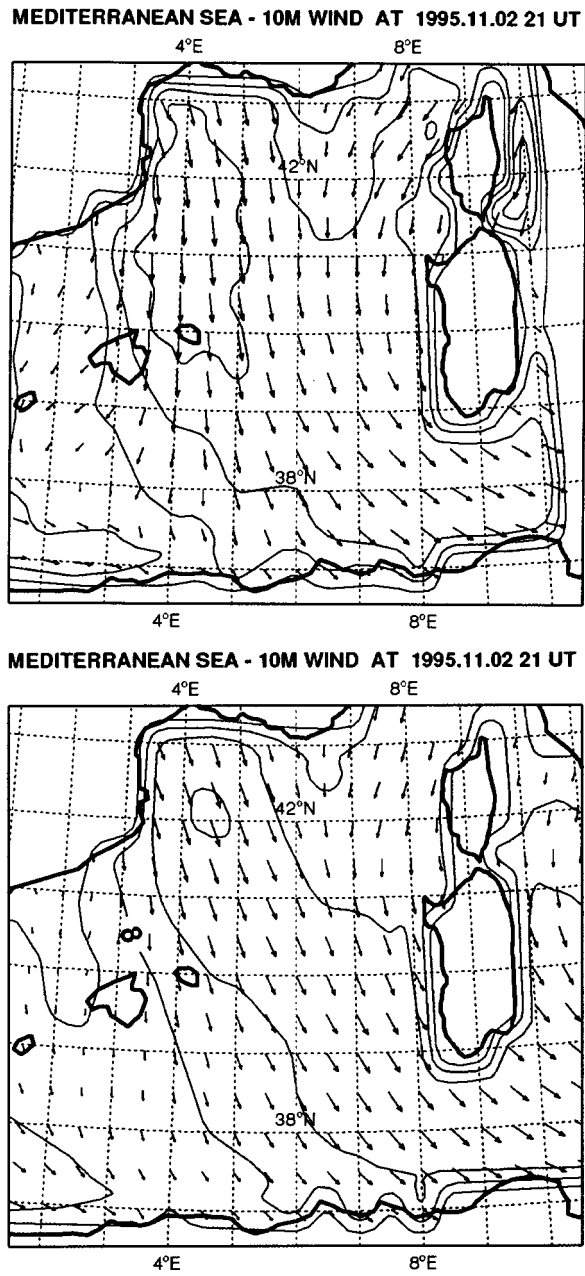 MEDITERRANEAN SEA - 10M WIND AT 1995.11.02 21 UT
4°E 8°E
42°N
38°N
4°E 8°E
MEDITERRANEAN SEA - 10M WIND AT 1995.11.02 21 UT
4°E 8°E
42°N
8
38°N
4°E 8°E